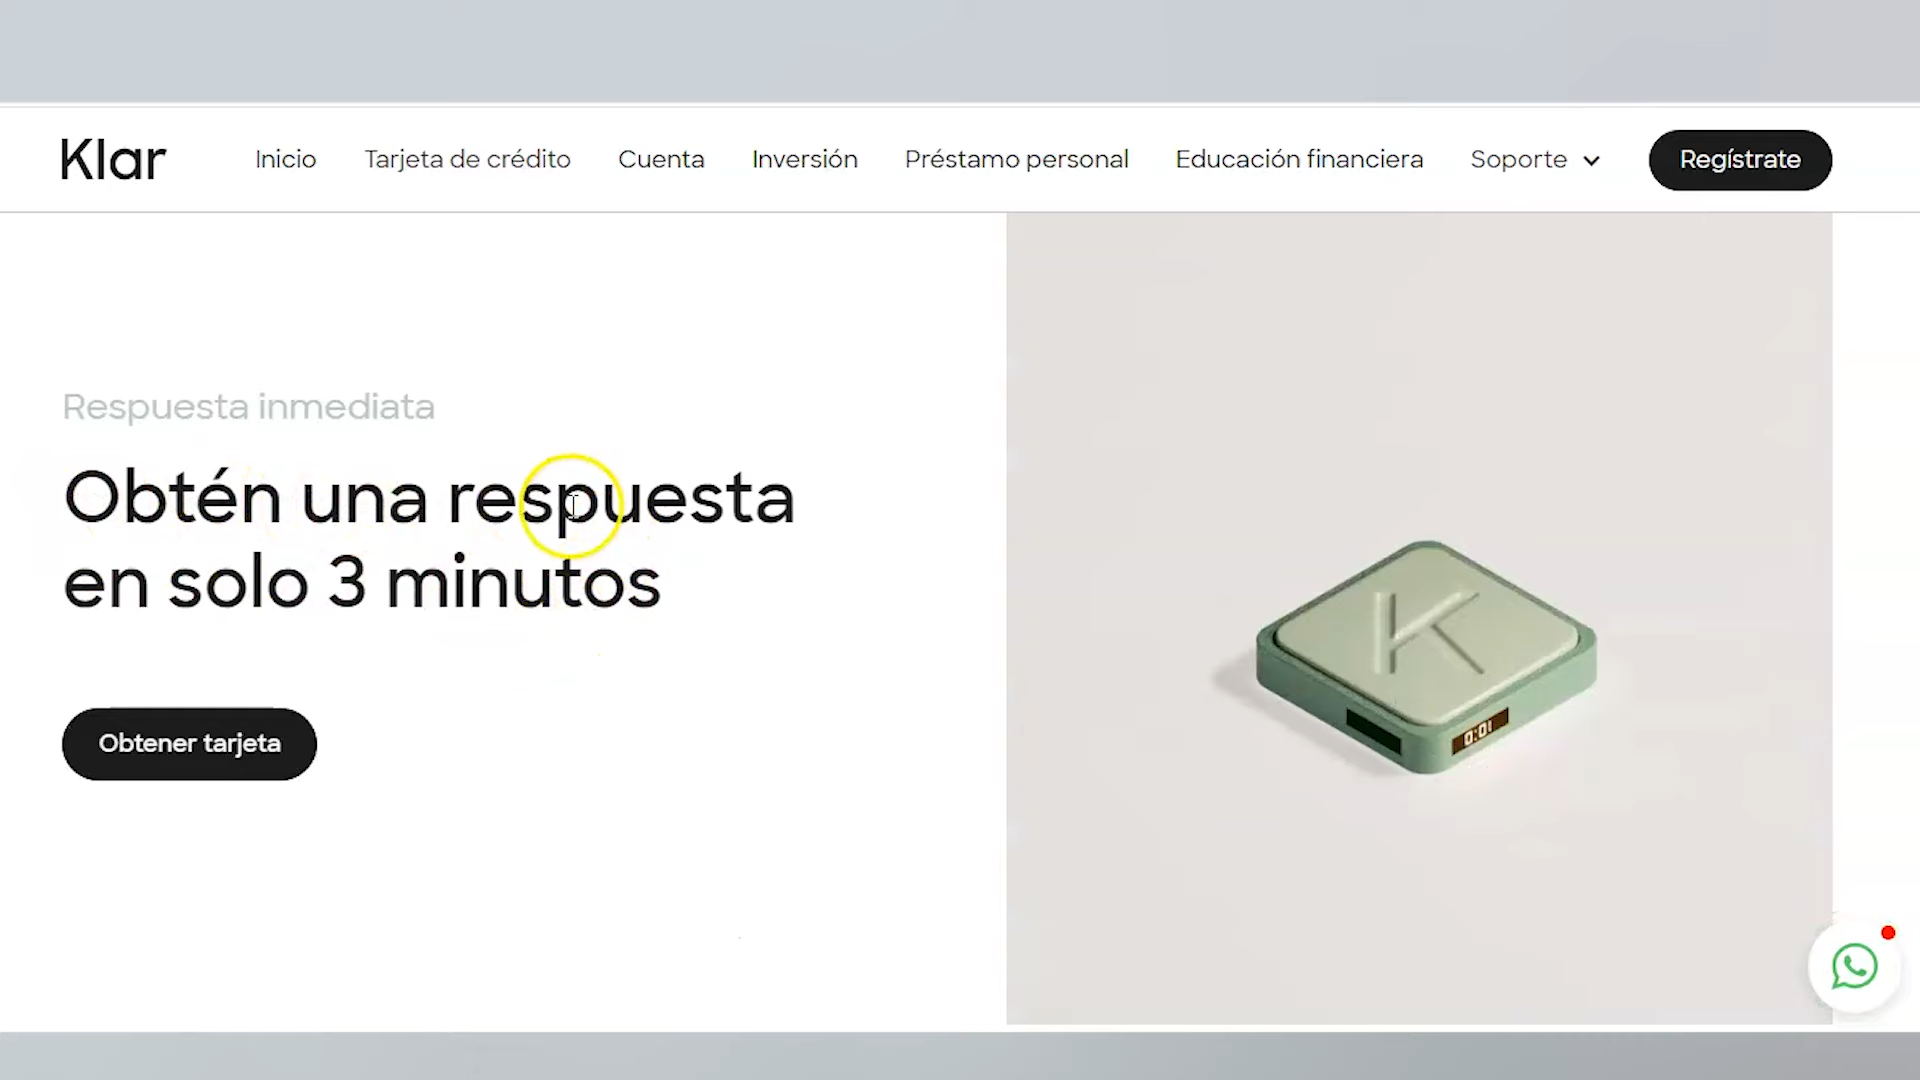 Klar
Inicio
Tarjeta de crédito
Cuenta
Inversión
Préstamo personal
Educación financiera
Soporte
Regístrate
Respuesta inmediata
Obtén una respuesta
en solo 3 minutos
Obtener tarjeta
K
0:01